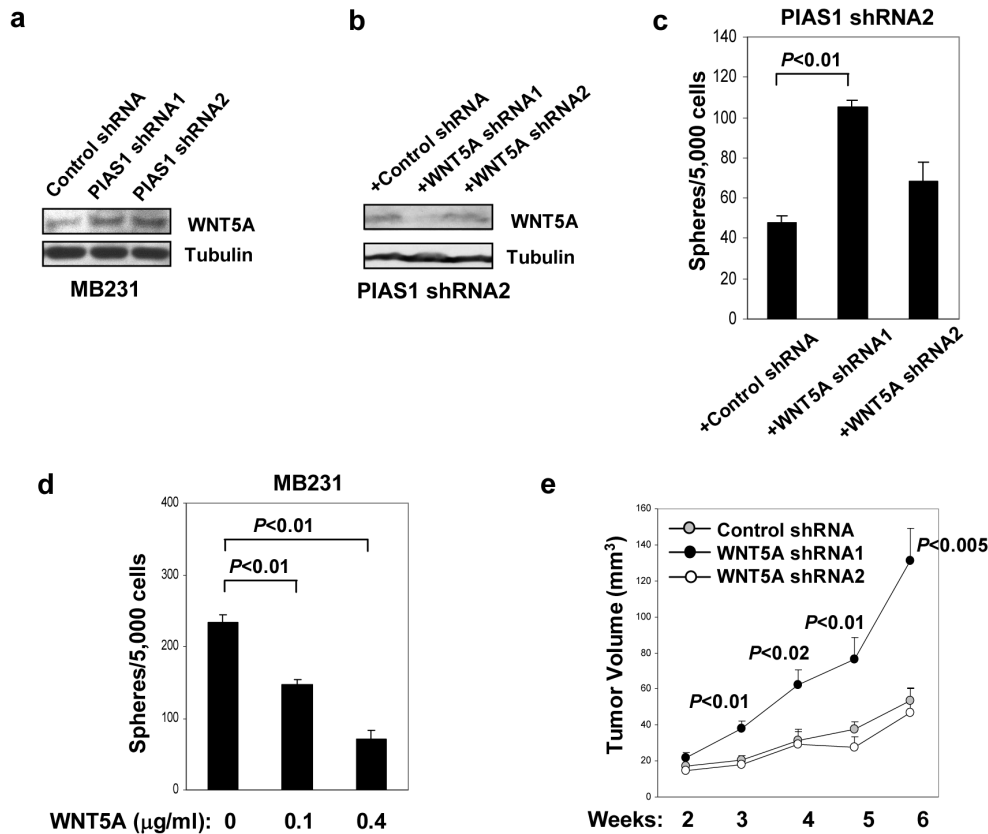 a
Control shRNA
PIAS1 shRNA1
PIAS1 shRNA2
WNT5A
Tubulin
MB231
b
+Control shRNA
+WNT5A shRNA1
+WNT5A shRNA2
WNT5A
Tubulin
PIAS1 shRNA2
c
PIAS1 shRNA2
Spheres/5,000 cells
140
120
100
80
60
40
20
0
P<0.01
+Control shRNA
+WNT5A shRNA1
+WNT5A shRNA2
d
MB231
Spheres/5,000 cells
400
300
200
100
0
P<0.01
P<0.01
WNT5A (μg/ml): 0 0.1 0.4
e
Tumor Volume (mm³)
160
140
120
100
80
60
40
20
0
Control shRNA
WNT5A shRNA1
WNT5A shRNA2
P<0.01
P<0.02
P<0.01
P<0.005
Weeks: 2 3 4 5 6